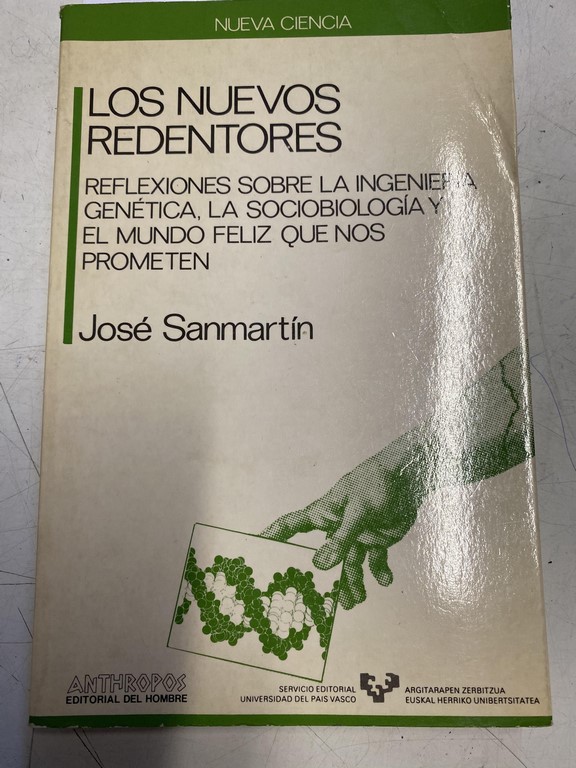 NUEVA CIENCIA
LOS NUEVOS
REDENTORES
REFLEXIONES SOBRE LA INGENIERIA
GENÉTICA, LA SOCIOBIOLOGÍA Y
EL MUNDO FELIZ QUE NOS
PROMETEN
José Sanmartín
ANTHROPOS
EDITORIAL DEL HOMBRE
SERVICIO EDITORIAL
UNIVERSIDAD DEL PAIS VASCO
ARGITARAPEN ZERBITZUA
EUSKAL HERRIKO UNIBERTSITATEA